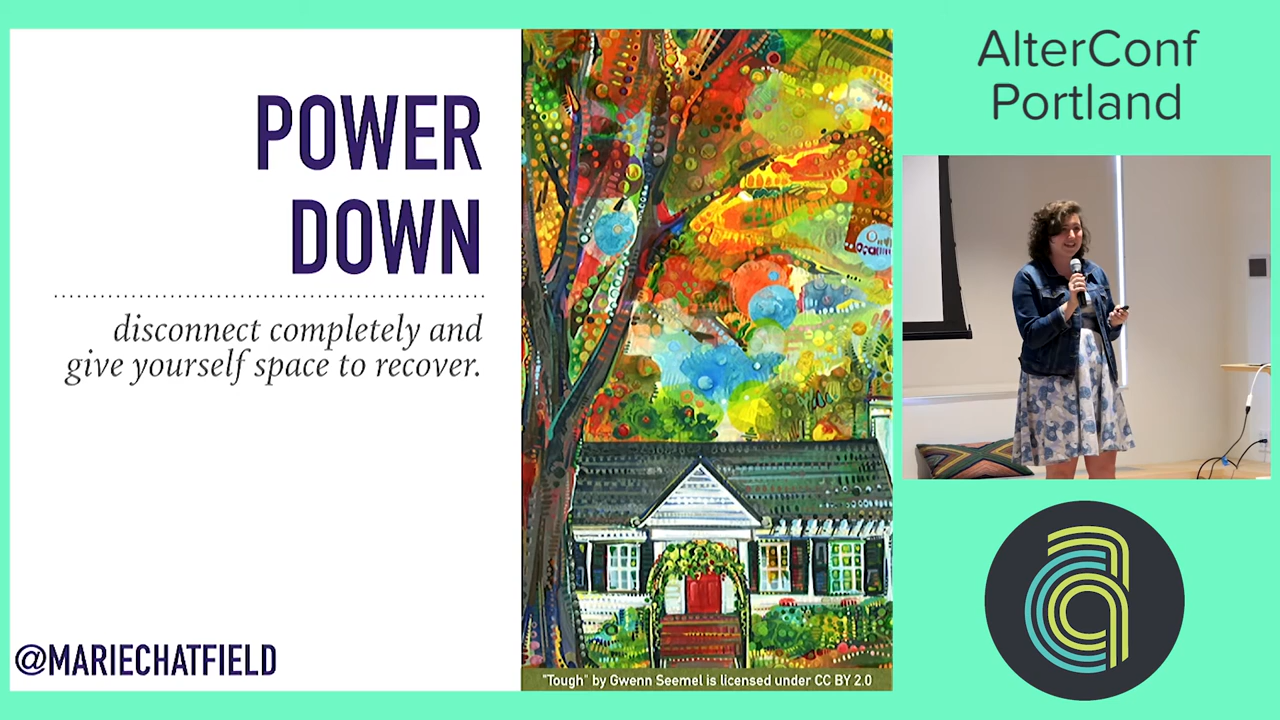 POWER
DOWN
disconnect completely and
give yourself space to recover.
@MARIECHATFIELD
"Tough" by Gwenn Seemel is licensed under CC BY 2.0
AlterConf
Portland